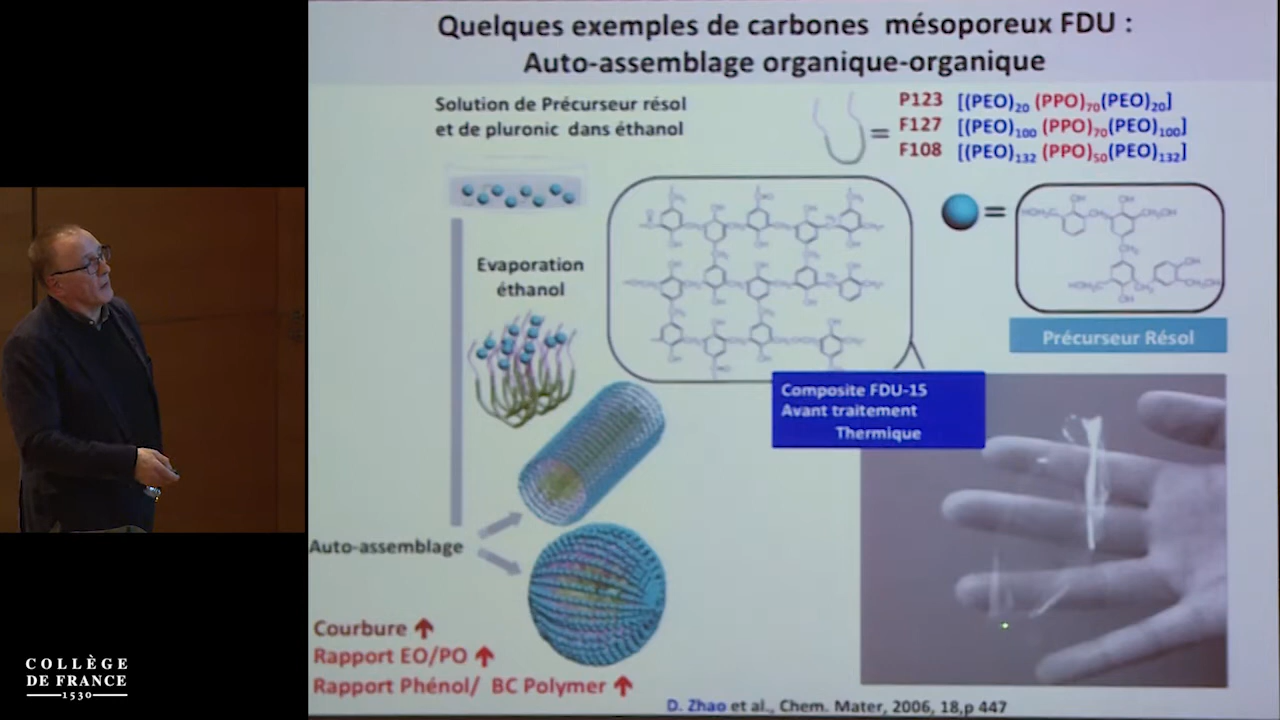 Quelques exemples de carbones mésoporeux FDU :
Auto-assemblage organique-organique
Solution de Précurseur résol
et de pluronic dans éthanol
= P123 [(PEO)20 (PPO)70(PEO)20]
F127 [(PEO)100 (PPO)70(PEO)100]
F108 [(PEO)132 (PPO)50(PEO)132]
=
Précurseur Résol
Evaporation
éthanol
Composite FDU-15
Avant traitement
Thermique
Auto-assemblage
Courbure
Rapport EO/PO
Rapport Phénol/ BC Polymer
D. Zhao et al., Chem. Mater, 2006, 18,p 447
COLLÈGE
DE FRANCE
1530